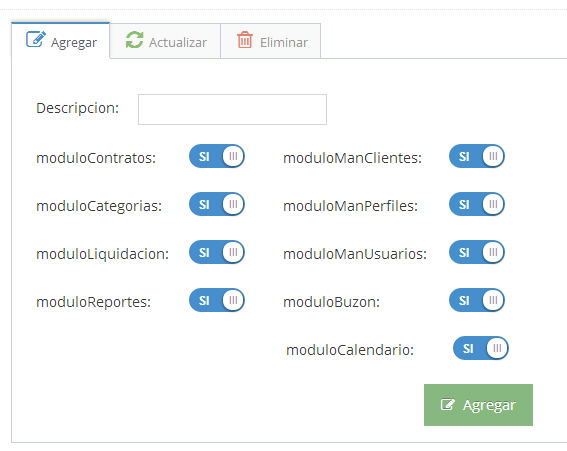 Agregar Actualizar Eliminar
Descripcion:
moduloContratos: SI moduloManClientes: SI
moduloCategorias: SI moduloManPerfiles: SI
moduloLiquidacion: SI moduloManUsuarios: SI
moduloReportes: SI moduloBuzon: SI
moduloCalendario: SI
Agregar